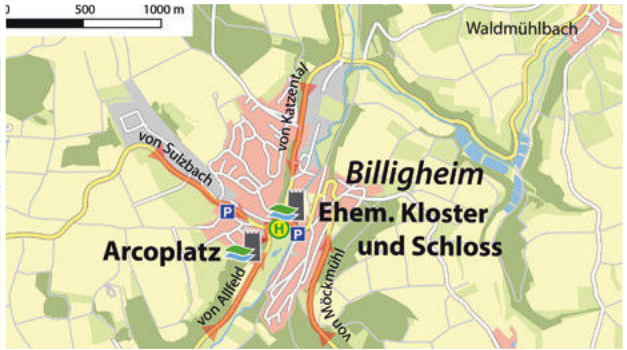 0 500 1000 m
Waldmühlbach
von Katzental
von Sulzbach
Billigheim
P
Ehem. Kloster
und Schloss
H
P
Arcoplatz
von Allfeld
von Möckmühl